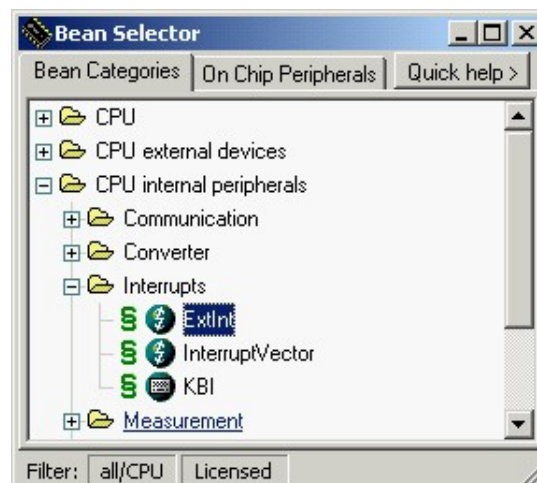 Bean Selector
Bean Categories On Chip Peripherals Quick help >
CPU
CPU external devices
CPU internal peripherals
Communication
Converter
Interrupts
ExtInt
InterruptVector
KBI
Measurement
Filter: all/CPU Licensed